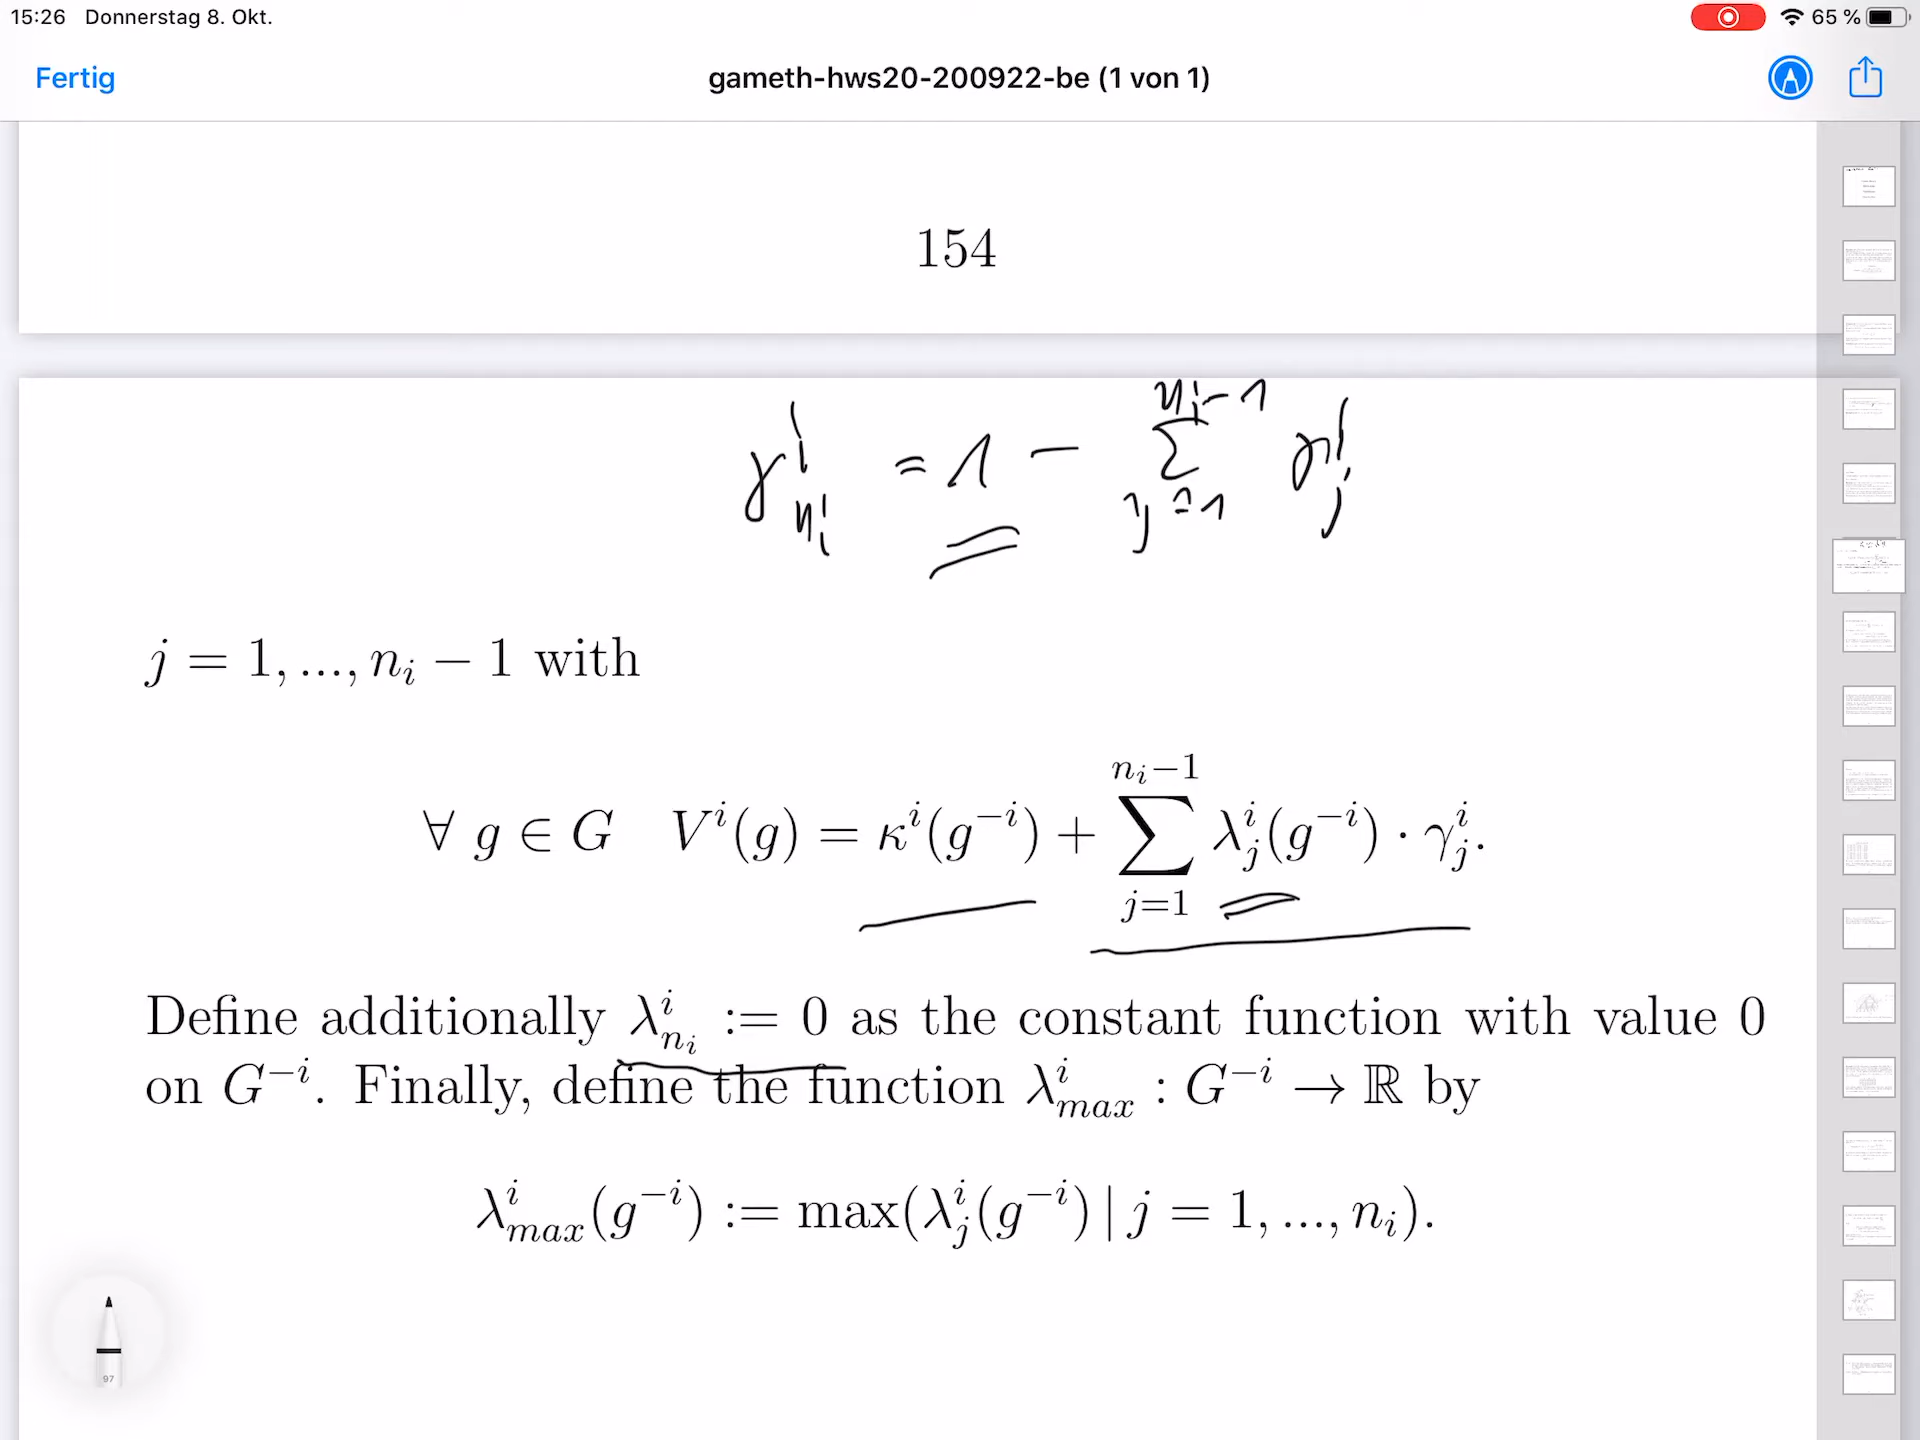 15:26 Donnerstag 8. Okt. 65 %
Fertig gameth-hws20-200922-be (1 von 1)
154
γ^i_{n_i} = 1 − ∑_{j=1}^{n_i−1} γ^i_j
j = 1, ..., n_i − 1 with
∀ g ∈ G V^i(g) = κ^i(g^{−i}) + ∑_{j=1}^{n_i−1} λ^i_j(g^{−i}) · γ^i_j.
Define additionally λ^i_{n_i} := 0 as the constant function with value 0
on G^{−i}. Finally, define the function λ^i_{max} : G^{−i} → ℝ by
λ^i_{max}(g^{−i}) := max(λ^i_j(g^{−i}) | j = 1, ..., n_i).
97